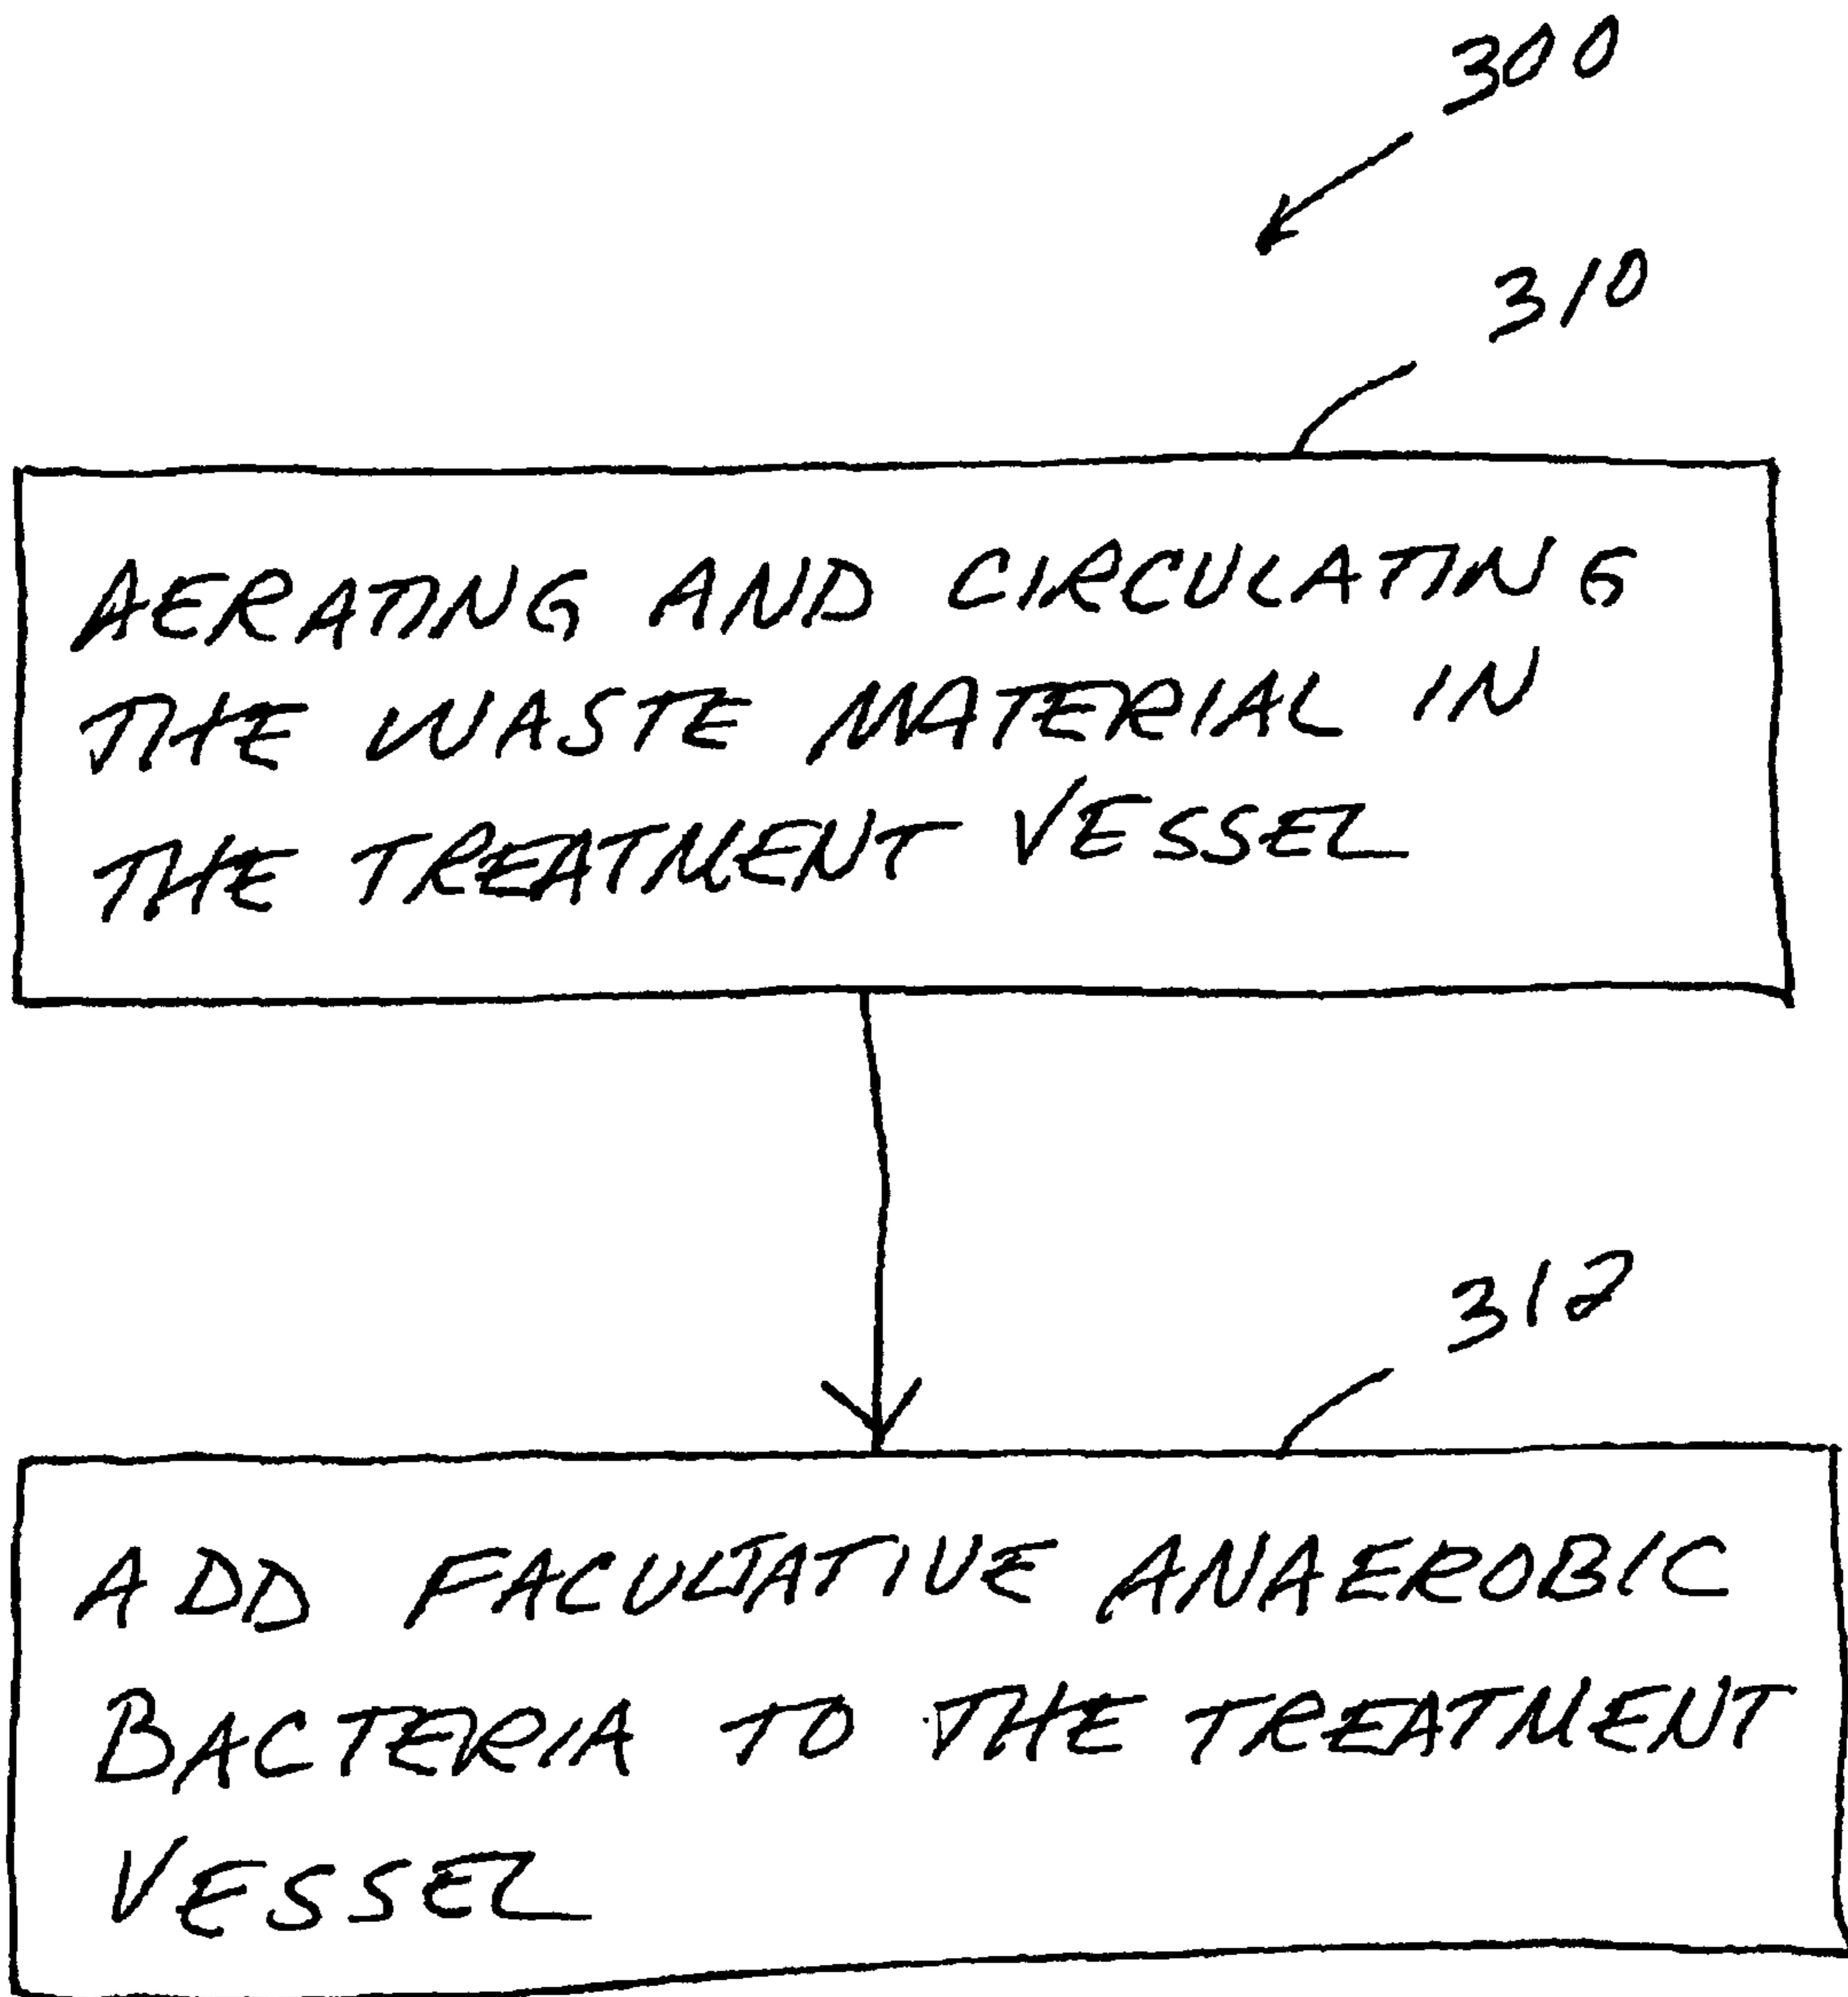 300
310
AERATING AND CIRCULATING
THE WASTE MATERIAL IN
THE TREATMENT VESSEL
312
ADD FACULTATIVE ANAEROBIC
BACTERIA TO THE TREATMENT
VESSEL